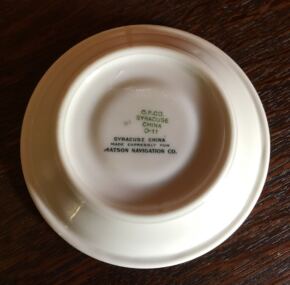 O.P.CO.
SYRACUSE
CHINA
O-11
SYRACUSE CHINA
MADE EXPRESSLY FOR
MATSON NAVIGATION CO.